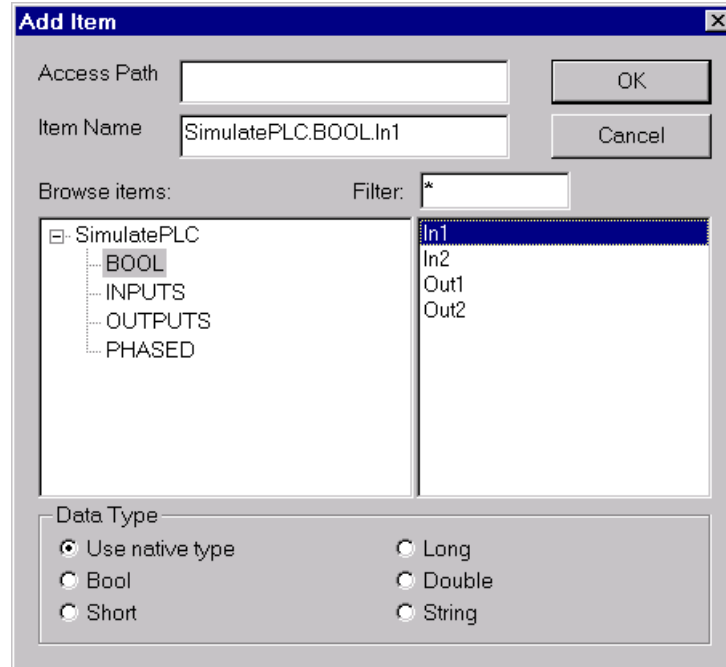 Add Item
Access Path
OK
Item Name SimulatePLC.BOOL.In1
Cancel
Browse items: Filter: *
SimulatePLC
BOOL
INPUTS
OUTPUTS
PHASED
In1
In2
Out1
Out2
Data Type
Use native type Long
Bool Double
Short String